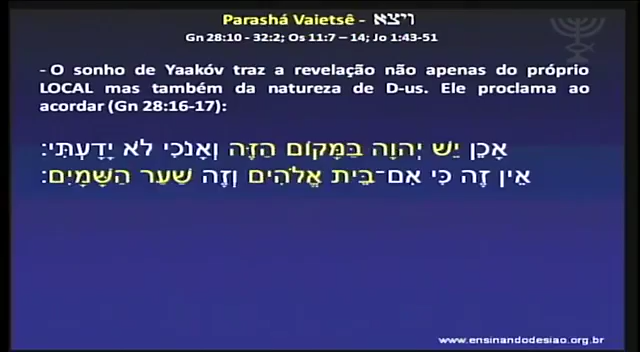 Parashá Vaietsê - ויצא
Gn 28:10 - 32:2; Os 11:7 – 14; Jo 1:43-51
- O sonho de Yaakóv traz a revelação não apenas do próprio
LOCAL mas também da natureza de D-us. Ele proclama ao
acordar (Gn 28:16-17):
אָכֵן יֵשׁ יְהוָה בַּמָּקוֹם הַזֶּה וְאָנֹכִי לֹא יָדָעְתִּי׃
אֵין זֶה כִּי אִם־בֵּית אֱלֹהִים וְזֶה שַׁעַר הַשָּׁמָיִם׃
www.ensinandodesiao.org.br